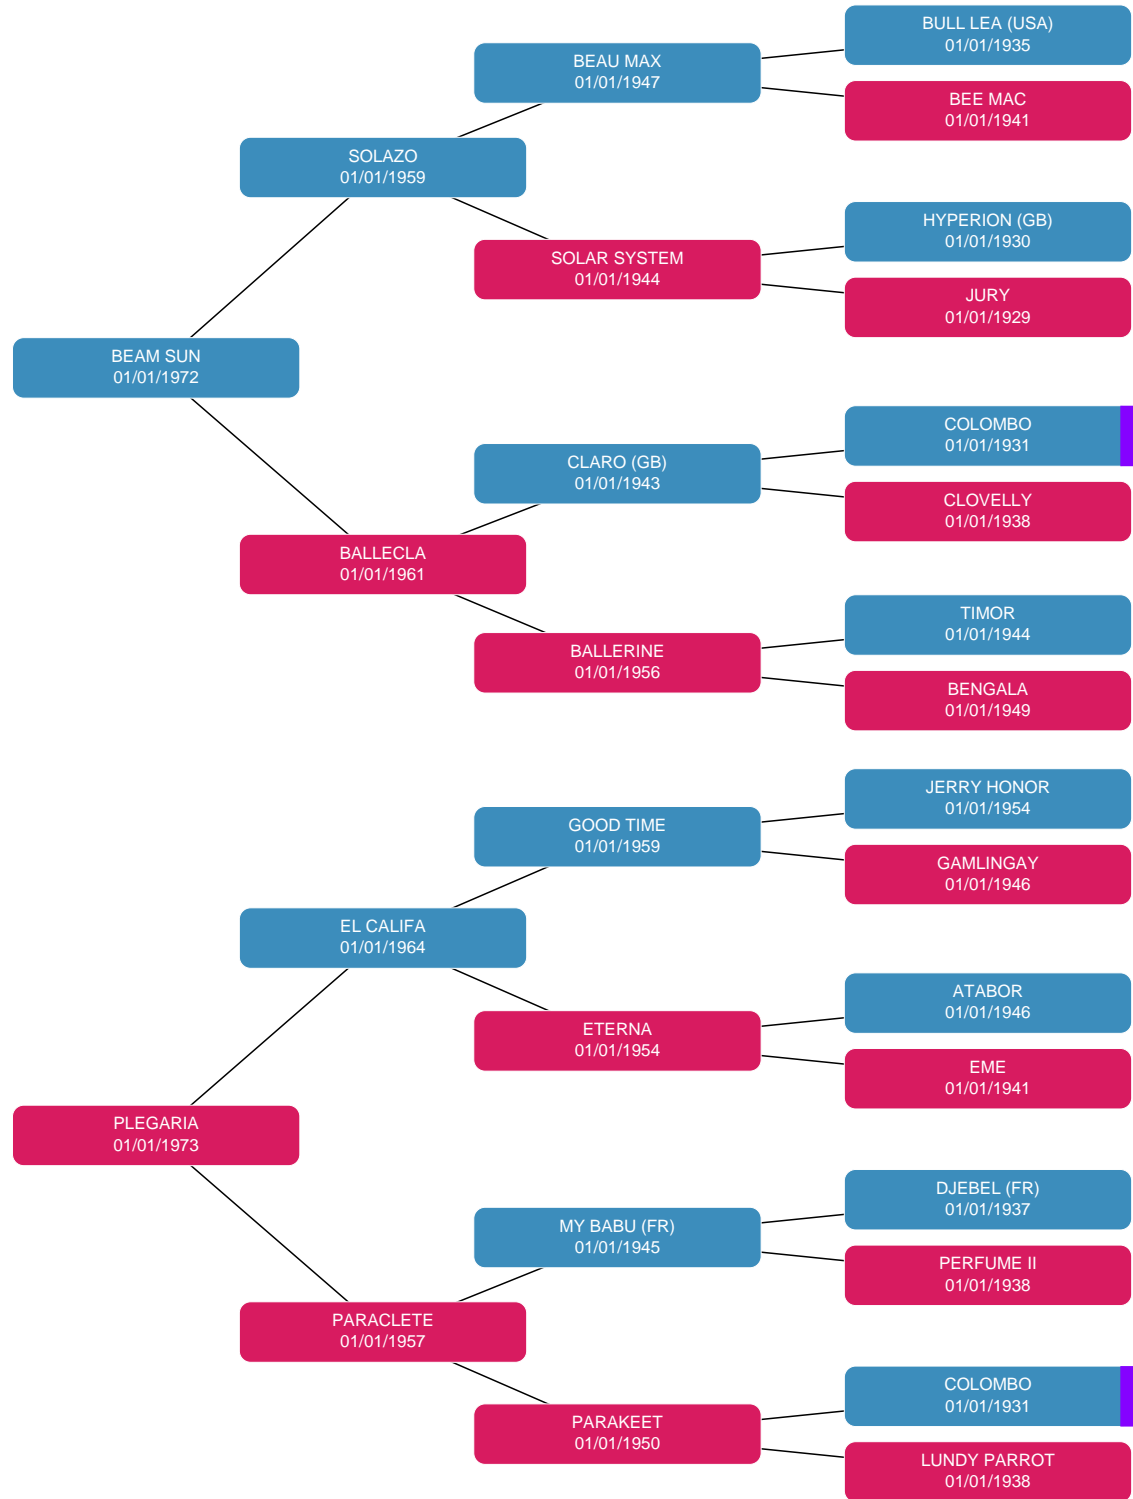 BULL LEA (USA)
01/01/1935
BEAU MAX
01/01/1947
BEE MAC
01/01/1941
SOLAZO
01/01/1959
HYPERION (GB)
01/01/1930
SOLAR SYSTEM
01/01/1944
JURY
01/01/1929
BEAM SUN
01/01/1972
COLOMBO
01/01/1931
CLARO (GB)
01/01/1943
CLOVELLY
01/01/1938
BALLECLA
01/01/1961
TIMOR
01/01/1944
BALLERINE
01/01/1956
BENGALA
01/01/1949
JERRY HONOR
01/01/1954
GOOD TIME
01/01/1959
GAMLINGAY
01/01/1946
EL CALIFA
01/01/1964
ATABOR
01/01/1946
ETERNA
01/01/1954
EME
01/01/1941
PLEGARIA
01/01/1973
DJEBEL (FR)
01/01/1937
MY BABU (FR)
01/01/1945
PERFUME II
01/01/1938
PARACLETE
01/01/1957
COLOMBO
01/01/1931
PARAKEET
01/01/1950
LUNDY PARROT
01/01/1938